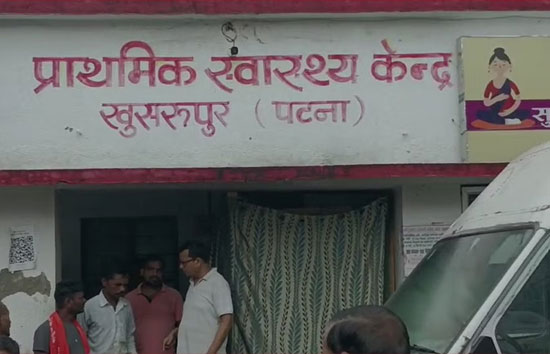 प्राथमिक स्वास्थ्य केन्द्र
खुसरुपुर (पटना)
सु